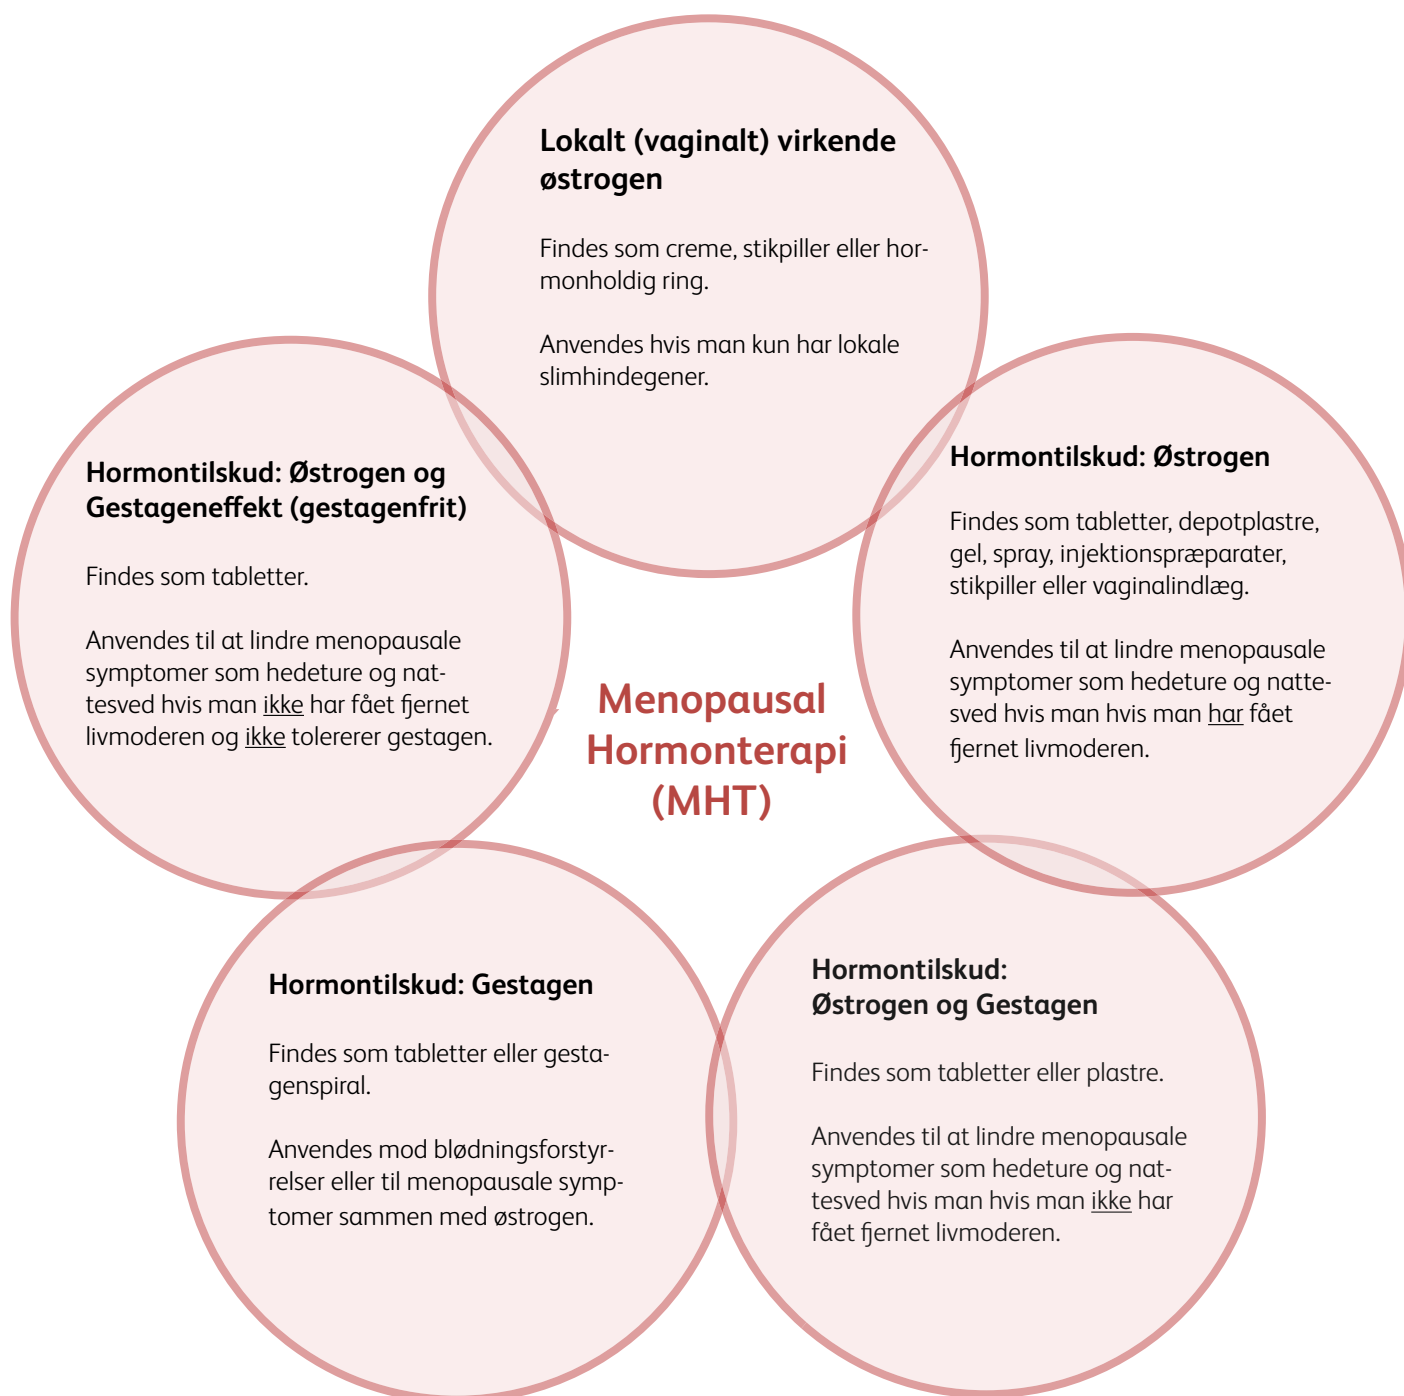 Lokalt (vaginalt) virkende
østrogen
Findes som creme, stikpiller eller hor-
monholdig ring.
Anvendes hvis man kun har lokale
slimhindegener.
Hormontilskud: Østrogen og
Gestageneffekt (gestagenfrit)
Findes som tabletter.
Anvendes til at lindre menopausale
symptomer som hedeture og nat-
tesved hvis man ikke har fået fjernet
livmoderen og ikke tolererer gestagen.
Hormontilskud: Østrogen
Findes som tabletter, depotplastre,
gel, spray, injektionspræparater,
stikpiller eller vaginalindlæg.
Anvendes til at lindre menopausale
symptomer som hedeture og natte-
sved hvis man hvis man har fået
fjernet livmoderen.
Menopausal
Hormonterapi
(MHT)
Hormontilskud: Gestagen
Findes som tabletter eller gesta-
genspiral.
Anvendes mod blødningsforstyr-
relser eller til menopausale symp-
tomer sammen med østrogen.
Hormontilskud:
Østrogen og Gestagen
Findes som tabletter eller plastre.
Anvendes til at lindre menopausale
symptomer som hedeture og nat-
tesved hvis man hvis man ikke har
fået fjernet livmoderen.